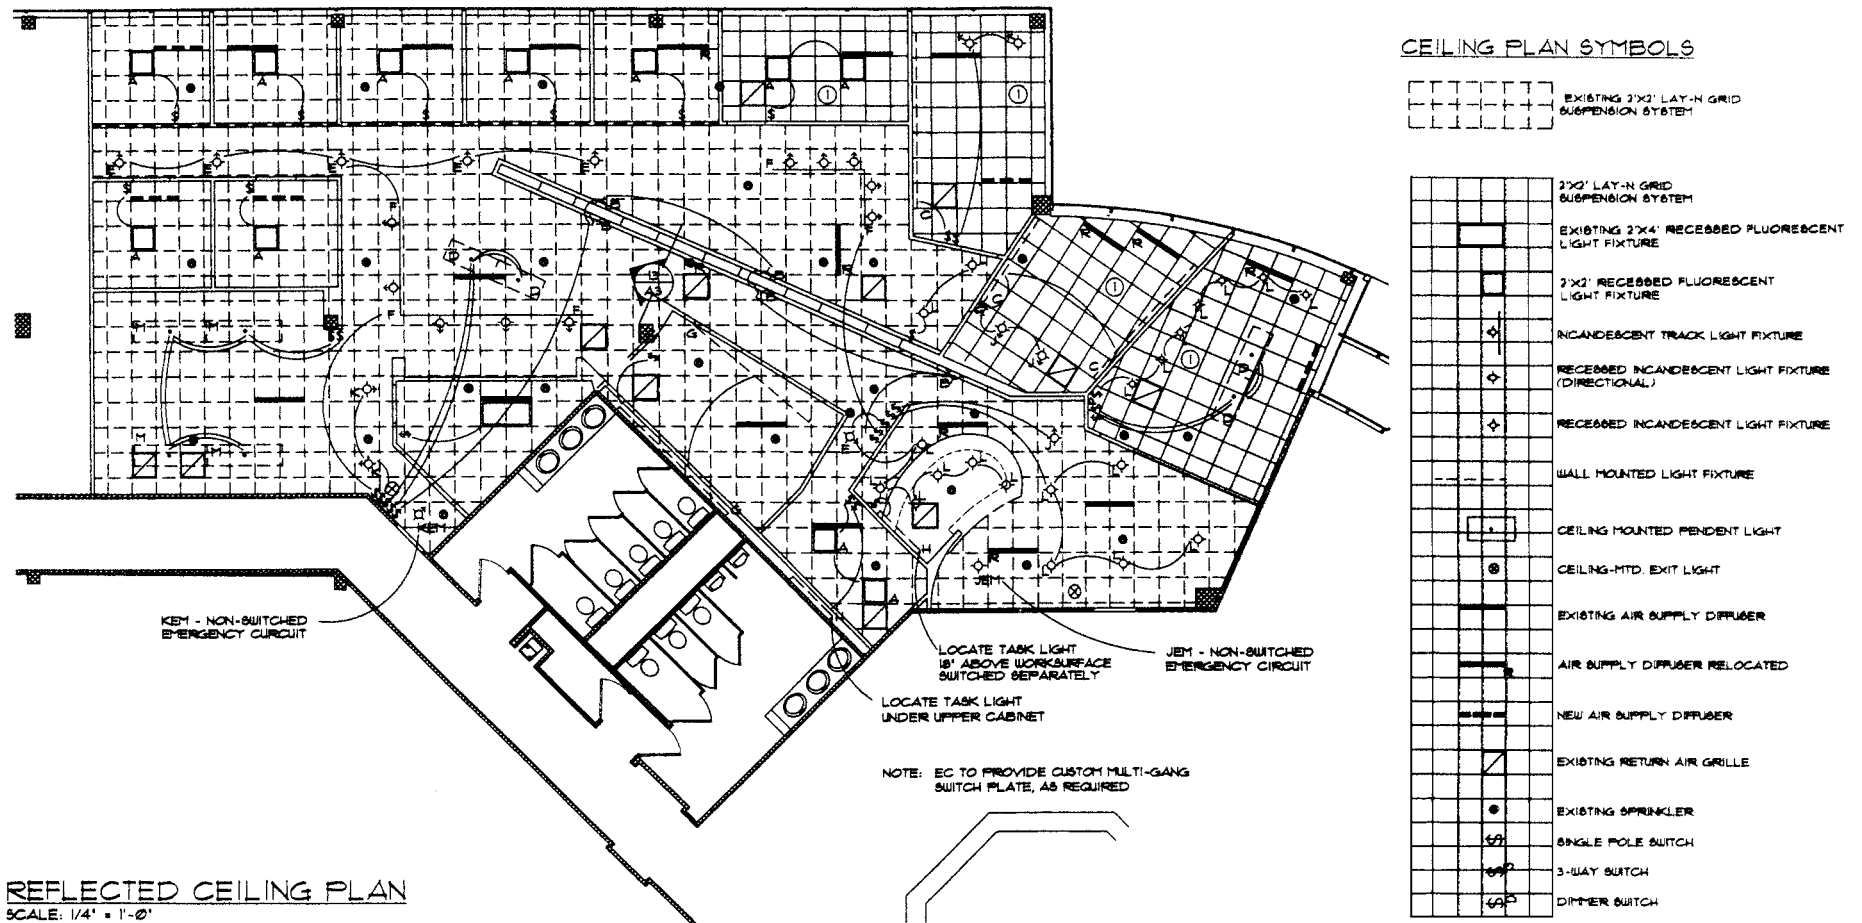 CEILING PLAN SYMBOLS
EXISTING 2'X2' LAY-N GRID
SUSPENSION SYSTEM
2'X2' LAY-N GRID
SUSPENSION SYSTEM
EXISTING 2'X4' RECESSED FLUORESCENT
LIGHT FIXTURE
2'X2' RECESSED FLUORESCENT
LIGHT FIXTURE
INCANDESCENT TRACK LIGHT FIXTURE
RECESSED INCANDESCENT LIGHT FIXTURE
(DIRECTIONAL)
RECESSED INCANDESCENT LIGHT FIXTURE
WALL MOUNTED LIGHT FIXTURE
CEILING MOUNTED PENDENT LIGHT
CEILING-MTD. EXIT LIGHT
EXISTING AIR SUPPLY DIFFUSER
AIR SUPPLY DIFFUSER RELOCATED
NEW AIR SUPPLY DIFFUSER
EXISTING RETURN AIR GRILLE
EXISTING SPRINKLER
SINGLE POLE SWITCH
3-WAY SWITCH
DIMMER SWITCH
13
A3
KEM
JEM
KEM - NON-SWITCHED
EMERGENCY CURCUIT
LOCATE TASK LIGHT
18" ABOVE WORKSURFACE
SWITCHED SEPARATELY
JEM - NON-SWITCHED
EMERGENCY CIRCUIT
LOCATE TASK LIGHT
UNDER UPPER CABINET
NOTE: EC TO PROVIDE CUSTOM MULTI-GANG
SWITCH PLATE, AS REQUIRED
REFLECTED CEILING PLAN
SCALE: 1/4" = 1'-0"